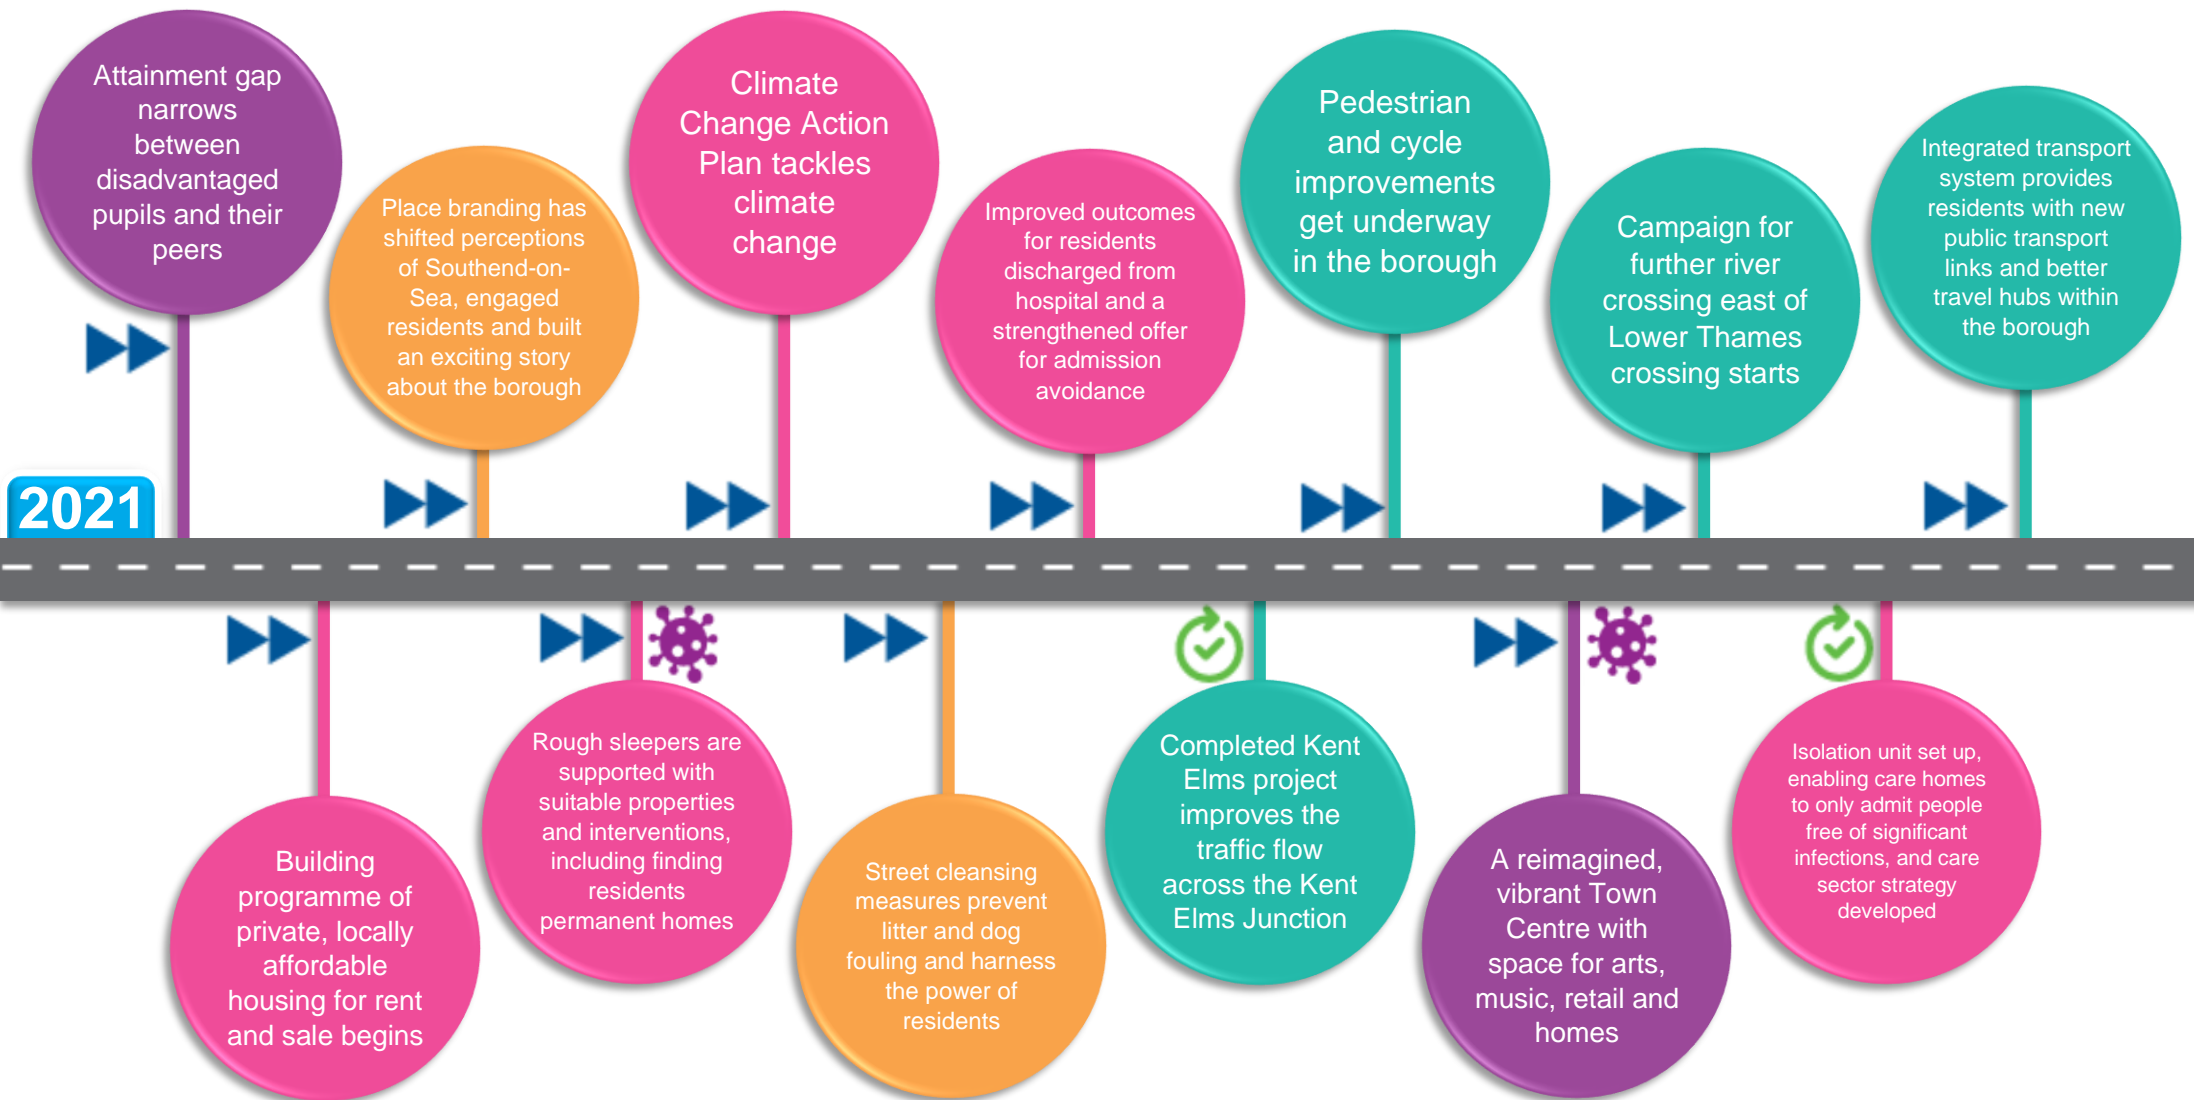 Attainment gap
narrows
between
disadvantaged
pupils and their
peers
Place branding has
shifted perceptions
of Southend-on-
Sea, engaged
residents and built
an exciting story
about the borough
Climate
Change Action
Plan tackles
climate
change
Improved outcomes
for residents
discharged from
hospital and a
strengthened offer
for admission
avoidance
Pedestrian
and cycle
improvements
get underway
in the borough
Campaign for
further river
crossing east of
Lower Thames
crossing starts
Integrated transport
system provides
residents with new
public transport
links and better
travel hubs within
the borough
2021
Building
programme of
private, locally
affordable
housing for rent
and sale begins
Rough sleepers are
supported with
suitable properties
and interventions,
including finding
residents
permanent homes
Street cleansing
measures prevent
litter and dog
fouling and harness
the power of
residents
Completed Kent
Elms project
improves the
traffic flow
across the Kent
Elms Junction
A reimagined,
vibrant Town
Centre with
space for arts,
music, retail and
homes
Isolation unit set up,
enabling care homes
to only admit people
free of significant
infections, and care
sector strategy
developed